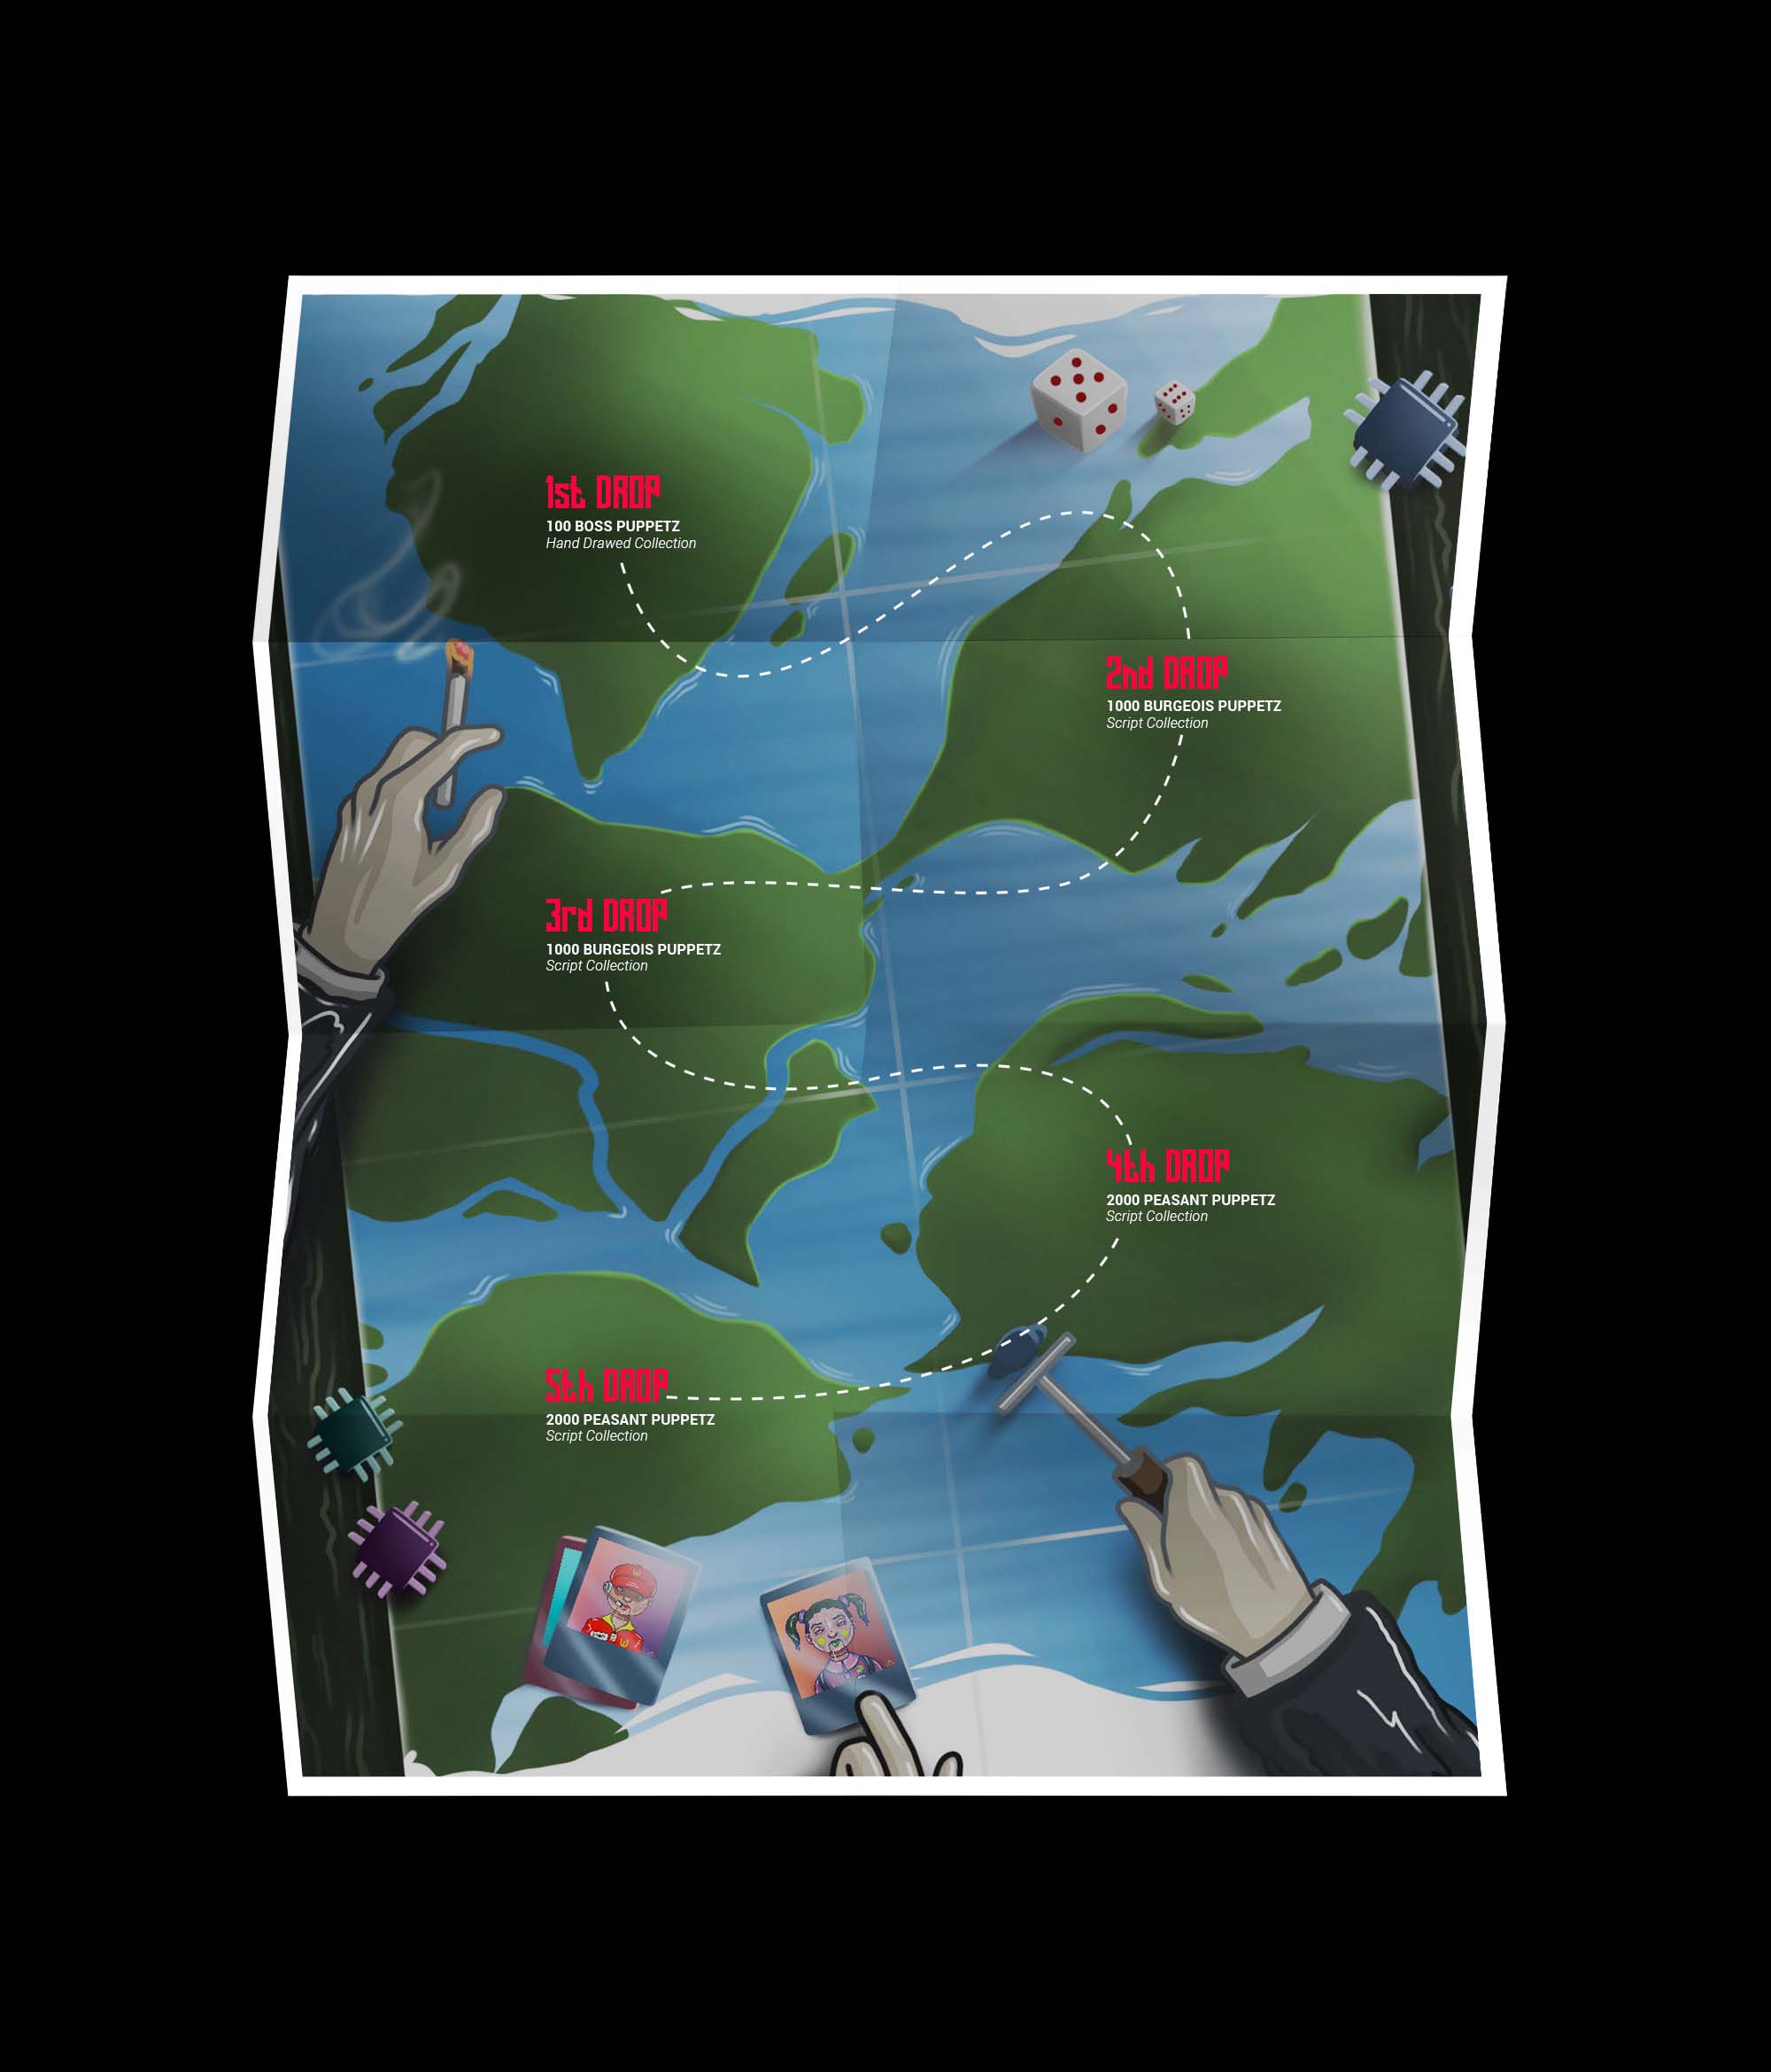 1st DROP
100 BOSS PUPPETZ
Hand Drawed Collection
2nd DROP
1000 BURGEOIS PUPPETZ
Script Collection
3rd DROP
1000 BURGEOIS PUPPETZ
Script Collection
4th DROP
2000 PEASANT PUPPETZ
Script Collection
5th DROP
2000 PEASANT PUPPETZ
Script Collection